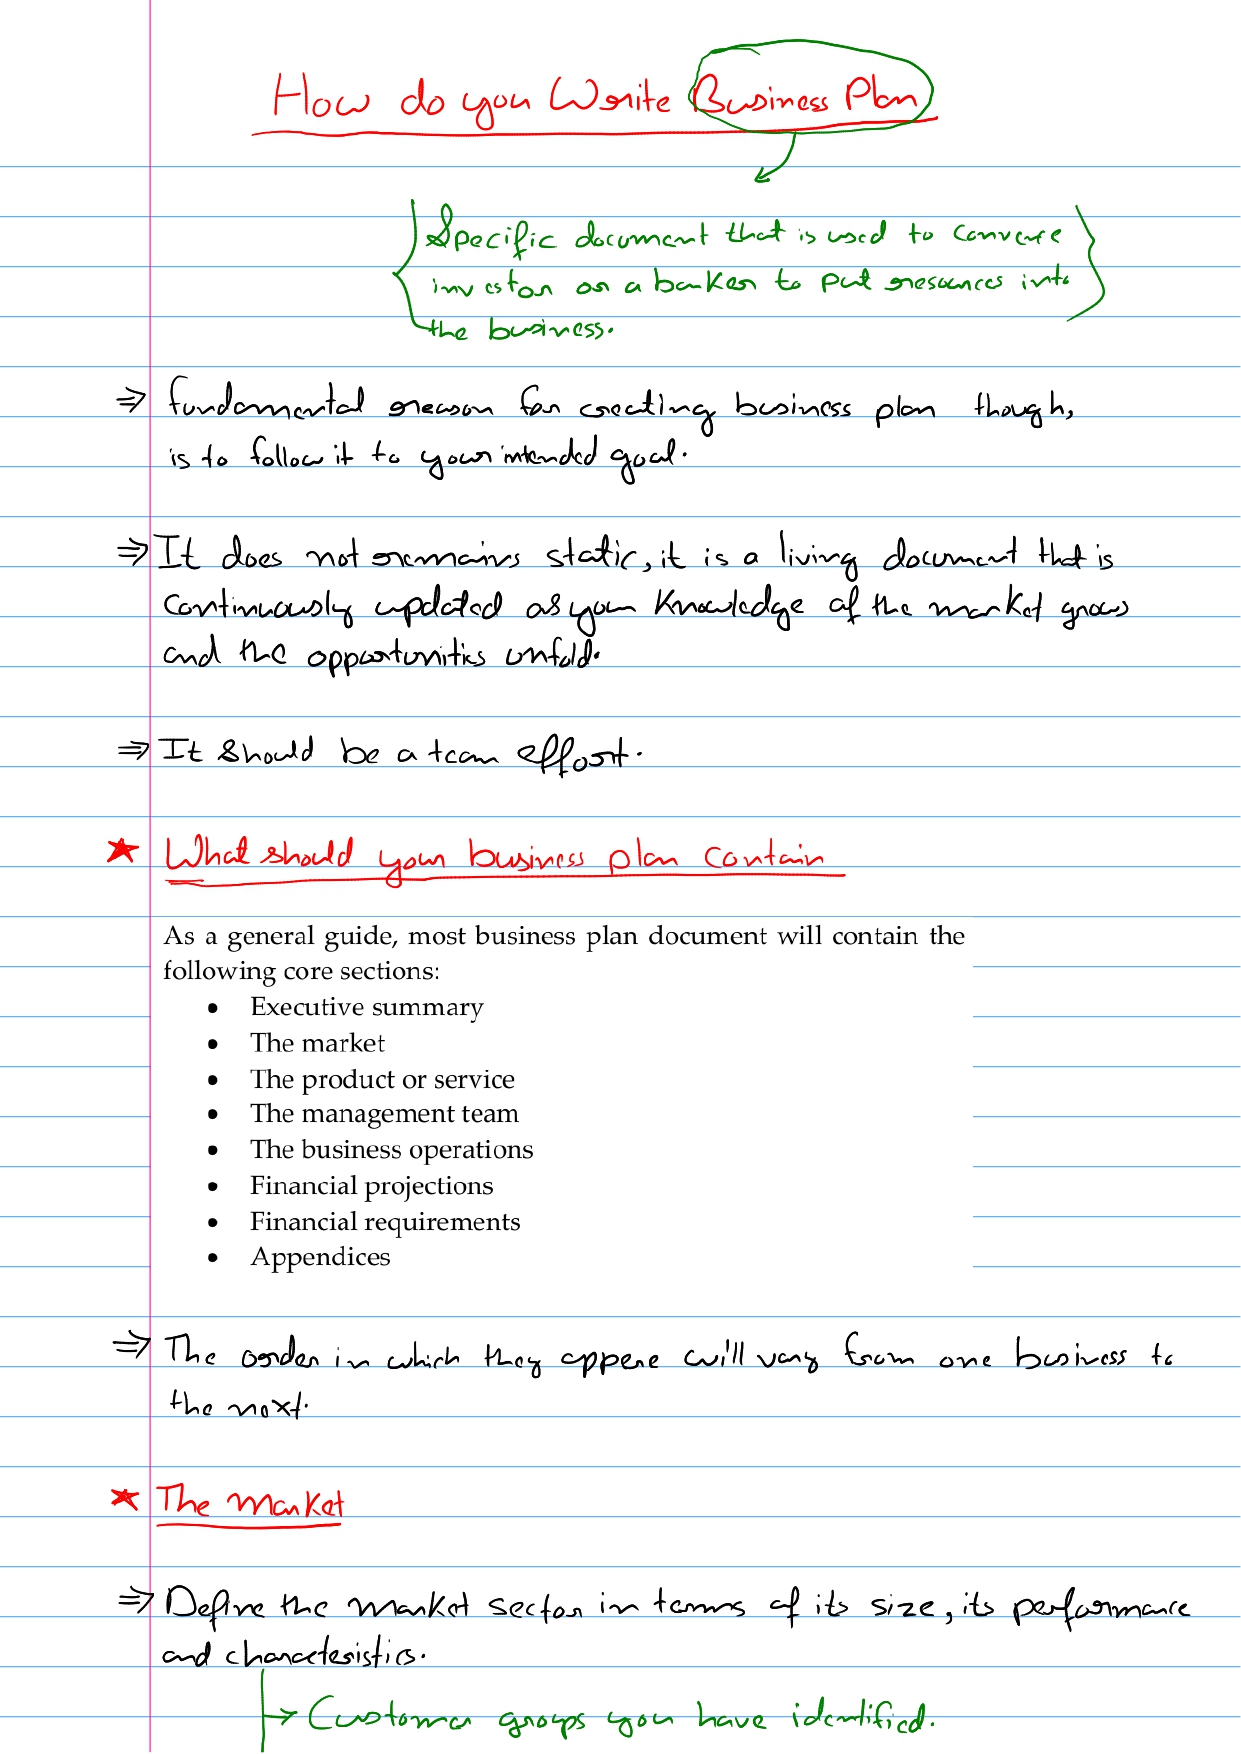 How do you Write Business Plan
Specific document that is used to convence
investor or a banker to put resources into
the business.
⇒ fundamental reason for creating business plan though,
is to follow it to your intended goal.
⇒ It does not remains static, it is a living document that is
continuously updated as your knowledge of the market grows
and the opportunities unfold.
⇒ It should be a team effort.
★ What should your business plan contain
As a general guide, most business plan document will contain the
following core sections:
• Executive summary
• The market
• The product or service
• The management team
• The business operations
• Financial projections
• Financial requirements
• Appendices
⇒ The order in which they appere will vary from one business to
the next.
★ The market
⇒ Define the market sector in terms of its size, its performance
and characteristics.
→ Customer groups you have identified.